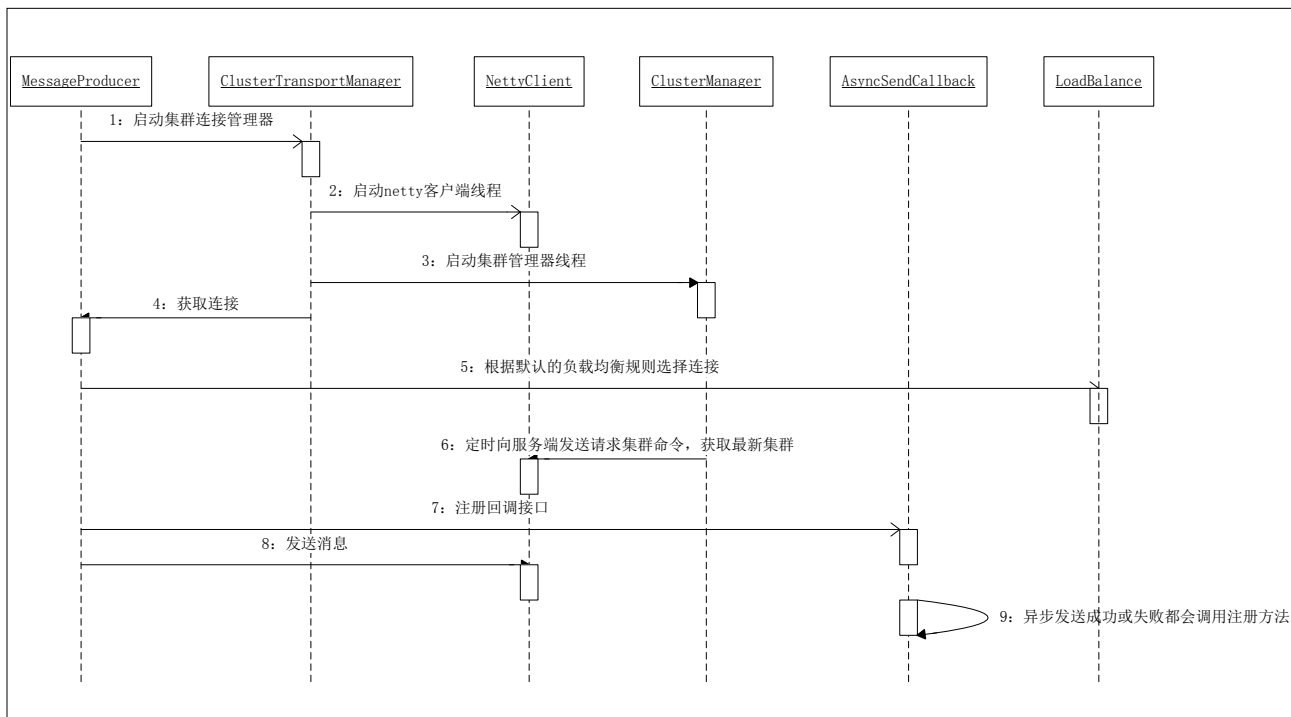 MessageProducer
ClusterTransportManager
NettyClient
ClusterManager
AsyncSendCallback
LoadBalance
1: 启动集群连接管理器
2: 启动netty客户端线程
3: 启动集群管理器线程
4: 获取连接
5: 根据默认的负载均衡规则选择连接
6: 定时向服务端发送请求集群命令,获取最新集群
7: 注册回调接口
8: 发送消息
9: 异步发送成功或失败都会调用注册方法